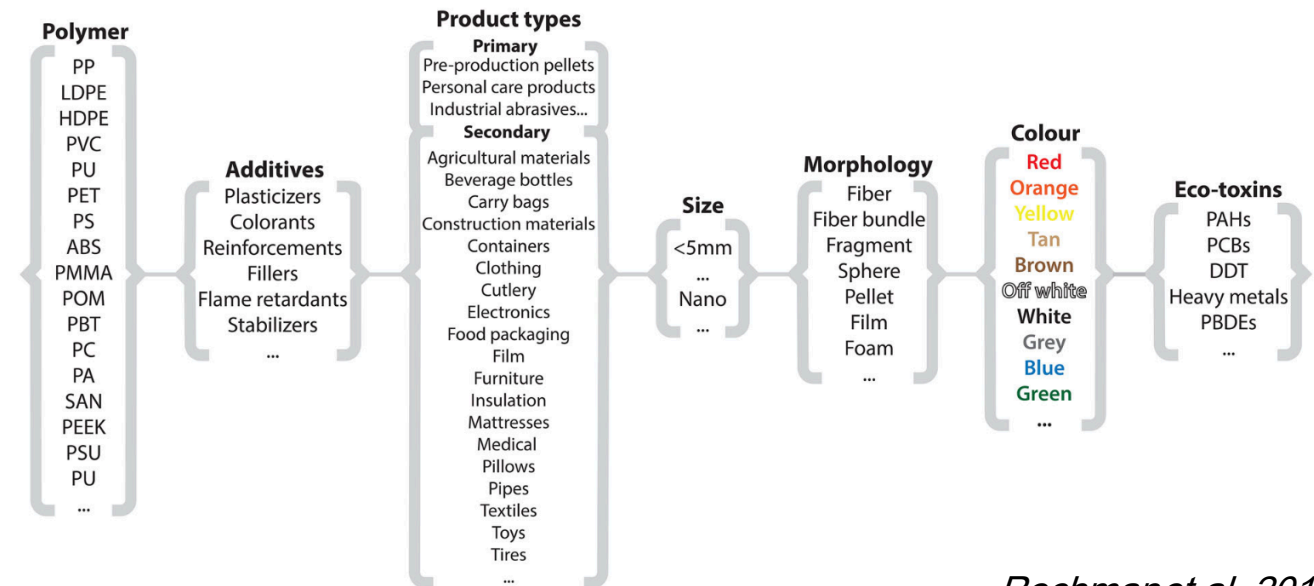 Polymer
PP
LDPE
HDPE
PVC
PU
PET
PS
ABS
PMMA
POM
PBT
PC
PA
SAN
PEEK
PSU
PU
...
Additives
Plasticizers
Colorants
Reinforcements
Fillers
Flame retardants
Stabilizers
...
Product types
Primary
Pre-production pellets
Personal care products
Industrial abrasives...
Secondary
Agricultural materials
Beverage bottles
Carry bags
Construction materials
Containers
Clothing
Cutlery
Electronics
Food packaging
Film
Furniture
Insulation
Mattresses
Medical
Pillows
Pipes
Textiles
Toys
Tires
...
Size
<5mm
...
Nano
...
Morphology
Fiber
Fiber bundle
Fragment
Sphere
Pellet
Film
Foam
...
Colour
Red
Orange
Yellow
Tan
Brown
Off white
White
Grey
Blue
Green
...
Eco-toxins
PAHs
PCBs
DDT
Heavy metals
PBDEs
...